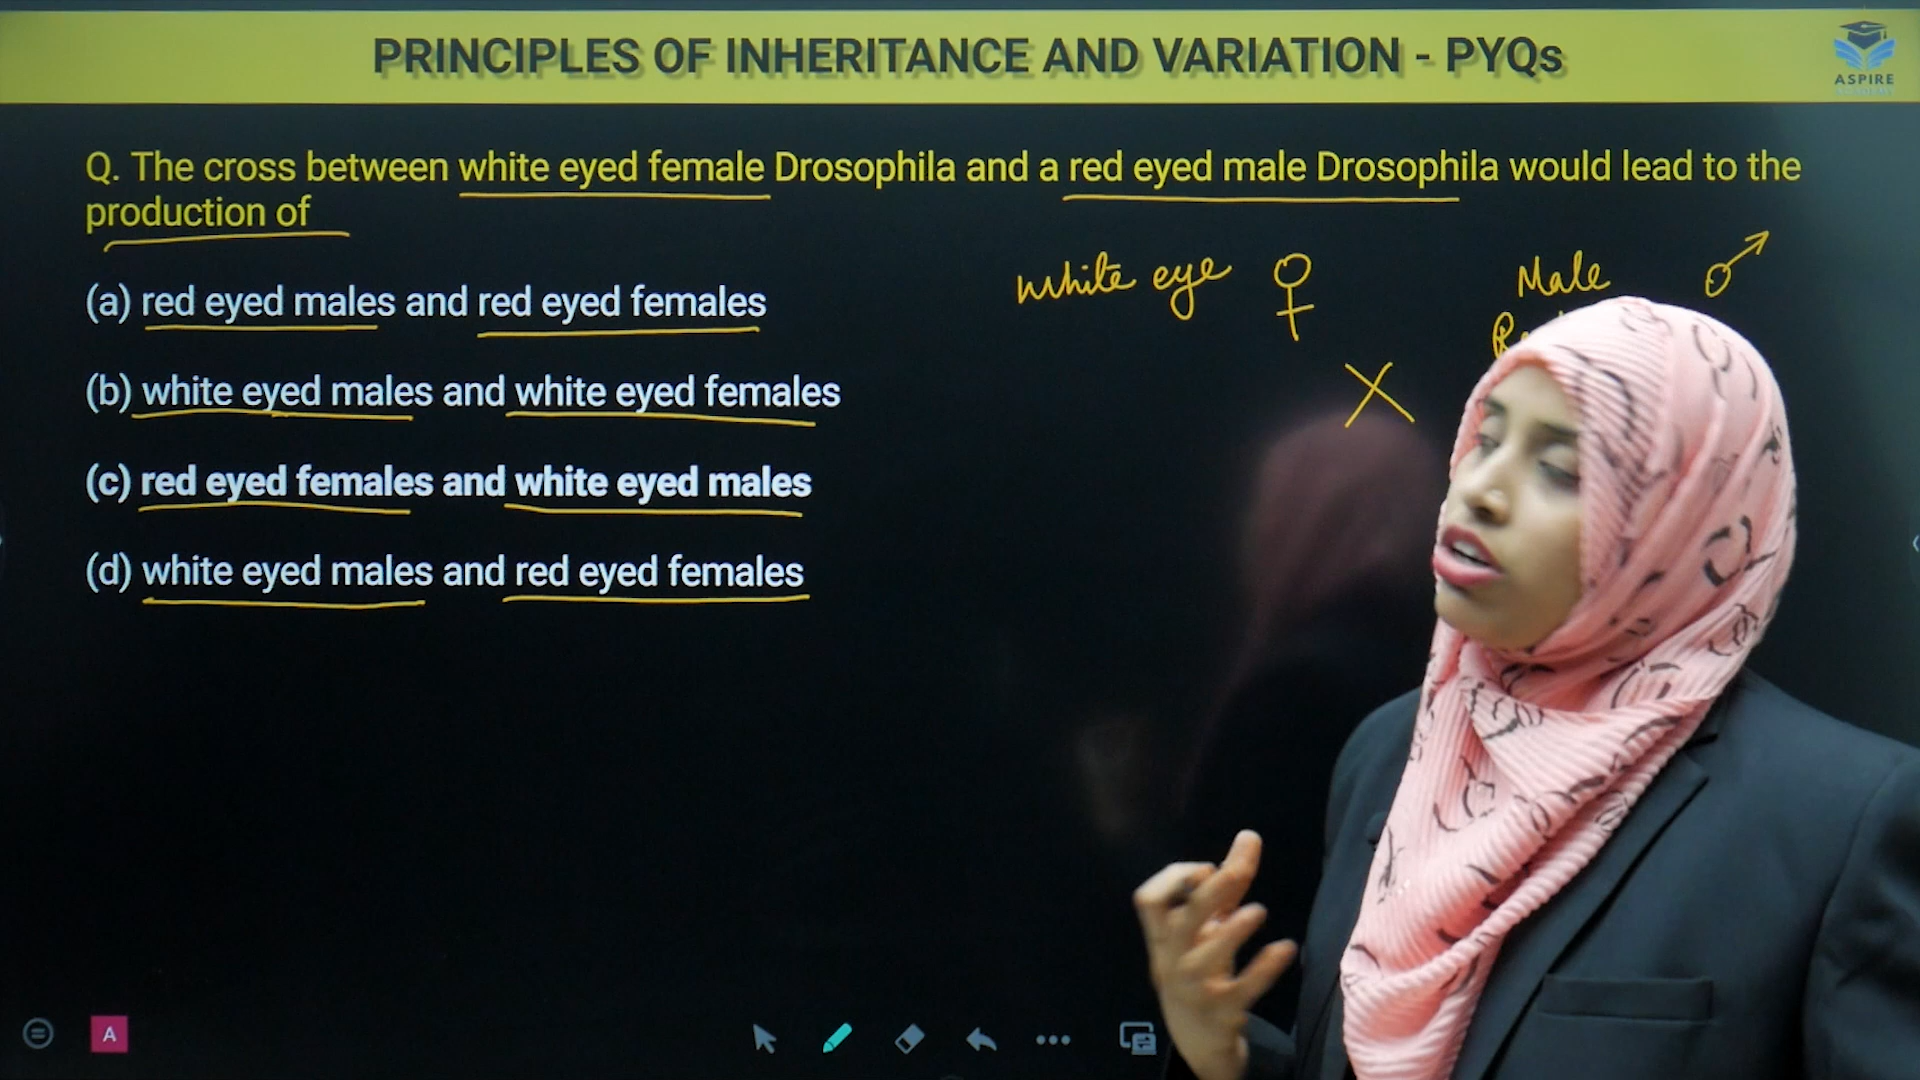 PRINCIPLES OF INHERITANCE AND VARIATION - PYQs
ASPIRE
Q. The cross between white eyed female Drosophila and a red eyed male Drosophila would lead to the
production of
White eye ♀
Male ♂
(a) red eyed males and red eyed females
(b) white eyed males and white eyed females
(c) red eyed females and white eyed males
(d) white eyed males and red eyed females
A